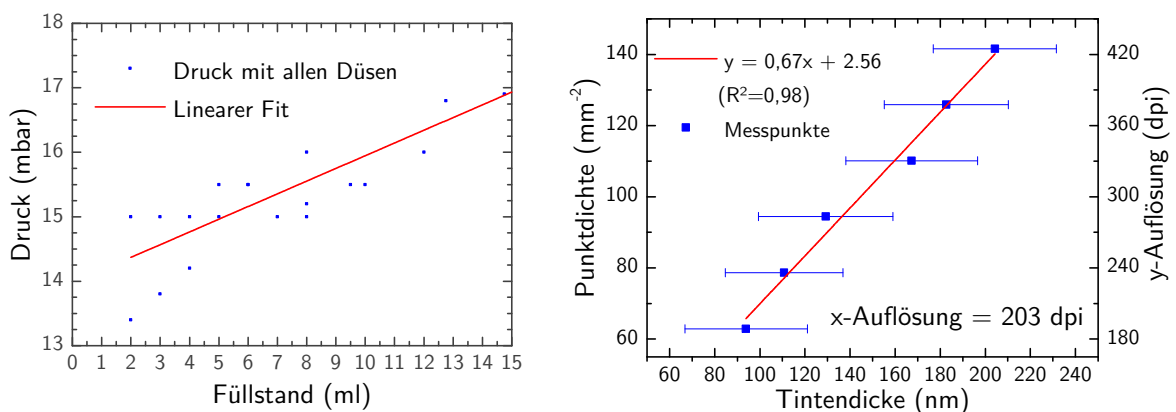 18
17
16
15
14
13
Druck (mbar)
Druck mit allen Düsen
Linearer Fit
0 1 2 3 4 5 6 7 8 9 10 11 12 13 14 15
Füllstand (ml)
140
120
100
80
60
Punktdichte (mm⁻²)
y = 0,67x + 2.56
(R²=0,98)
Messpunkte
x-Auflösung = 203 dpi
420
360
300
240
180
y-Auflösung (dpi)
60 80 100 120 140 160 180 200 220 240
Tintendicke (nm)